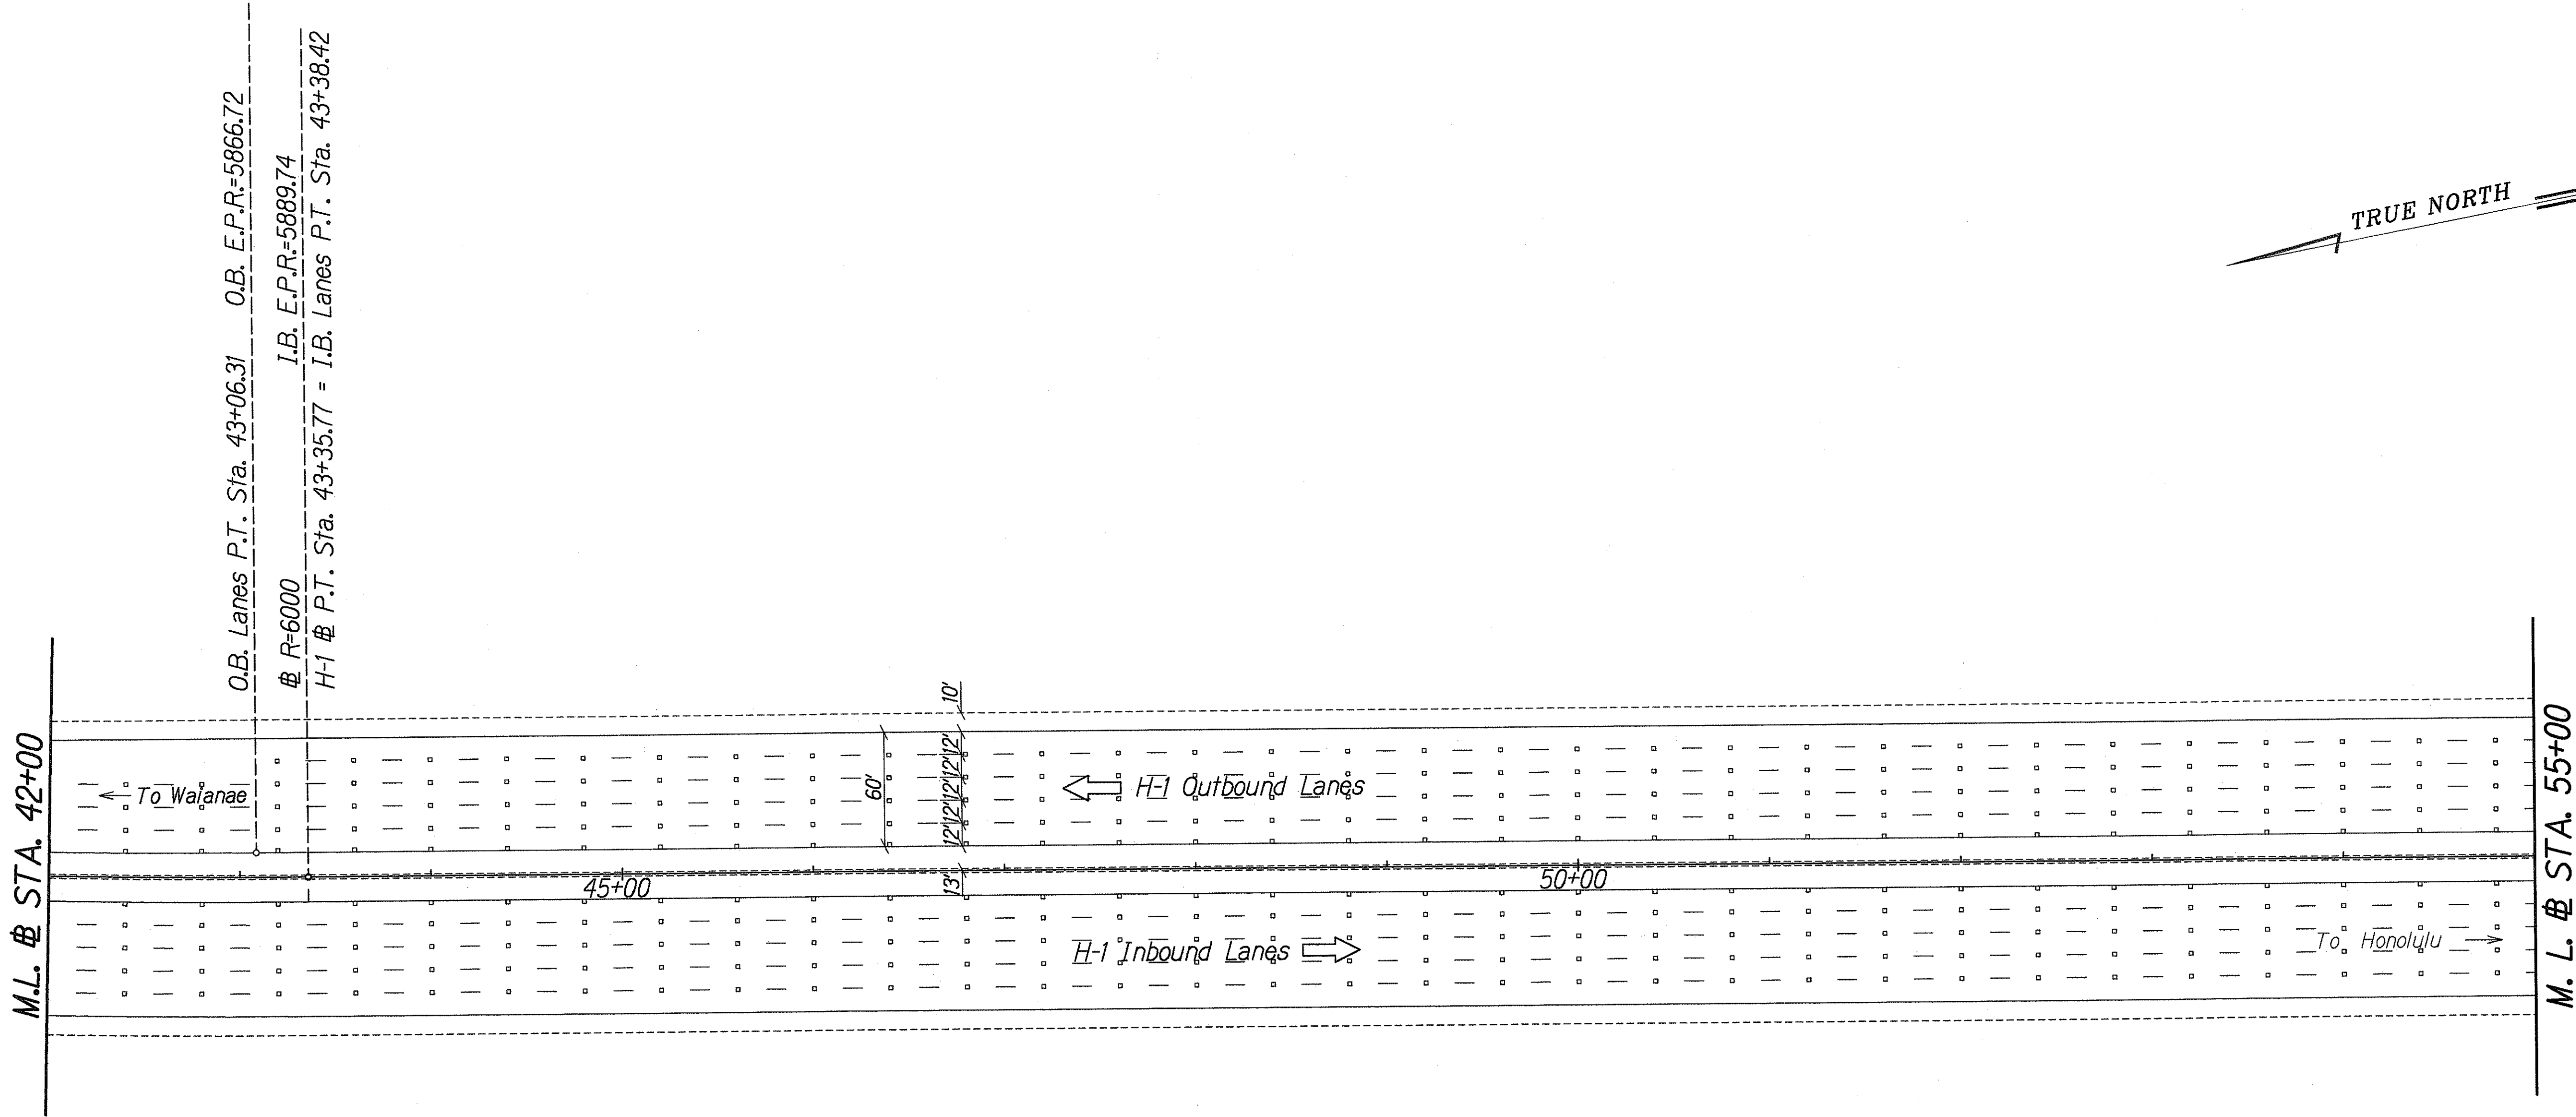 O.B. Lanes P.T. Sta. 43+06.31 O.B. E.P.R.=5866.72
℄ R=6000 I.B. E.P.R.=5889.74
H-1 ℄ P.T. Sta. 43+35.77 = I.B. Lanes P.T. Sta. 43+38.42
TRUE NORTH
M.L. ℄ STA. 42+00
M. L. ℄ STA. 55+00
10'
12'
12'
12'
12'
12'
60'
13'
To Waianae
H-1 Outbound Lanes
45+00
50+00
H-1 Inbound Lanes
To Honolulu